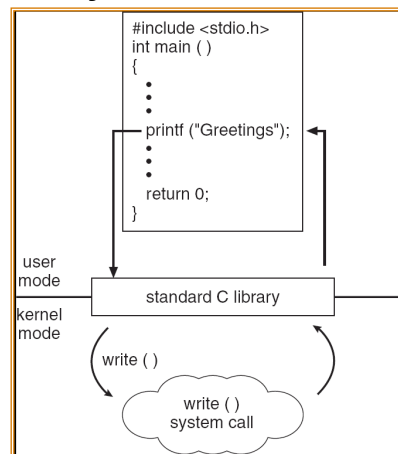 #include <stdio.h>
int main ( )
{
•
•
•
printf ("Greetings");
•
•
•
return 0;
}
user
mode
standard C library
kernel
mode
write ( )
write ( )
system call